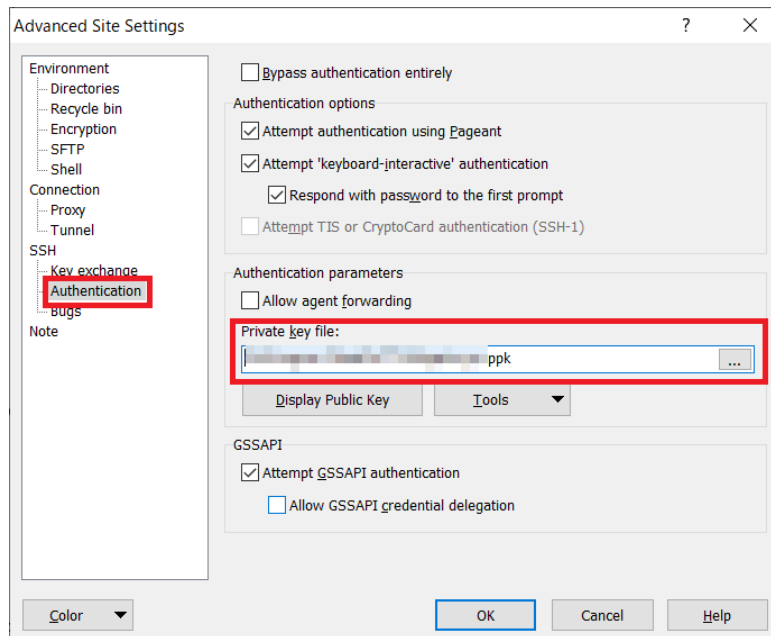 Advanced Site Settings
?
Environment
Directories
Recycle bin
Encryption
SFTP
Shell
Connection
Proxy
Tunnel
SSH
Key exchange
Authentication
Bugs
Note
Bypass authentication entirely
Authentication options
Attempt authentication using Pageant
Attempt 'keyboard-interactive' authentication
Respond with password to the first prompt
Attempt TIS or CryptoCard authentication (SSH-1)
Authentication parameters
Allow agent forwarding
Private key file:
ppk
...
Display Public Key
Tools
GSSAPI
Attempt GSSAPI authentication
Allow GSSAPI credential delegation
Color
OK
Cancel
Help